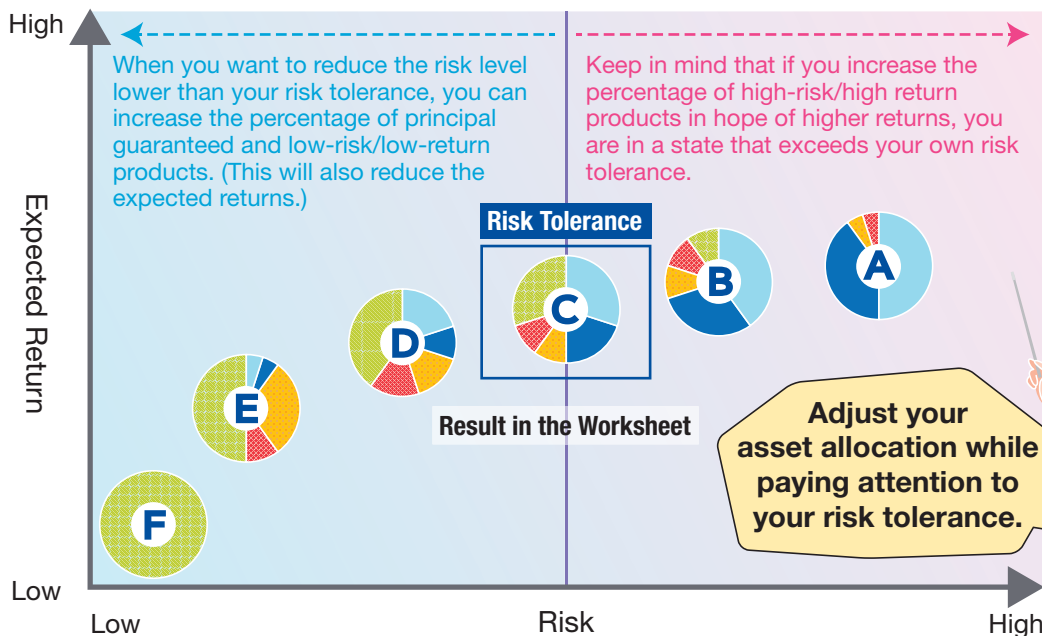 High
When you want to reduce the risk level
lower than your risk tolerance, you can
increase the percentage of principal
guaranteed and low-risk/low-return
products. (This will also reduce the
expected returns.)
Keep in mind that if you increase the
percentage of high-risk/high return
products in hope of higher returns, you
are in a state that exceeds your own risk
tolerance.
Expected Return
Risk Tolerance
A
B
C
D
E
F
Result in the Worksheet
Adjust your
asset allocation while
paying attention to
your risk tolerance.
Low
Low
Risk
High